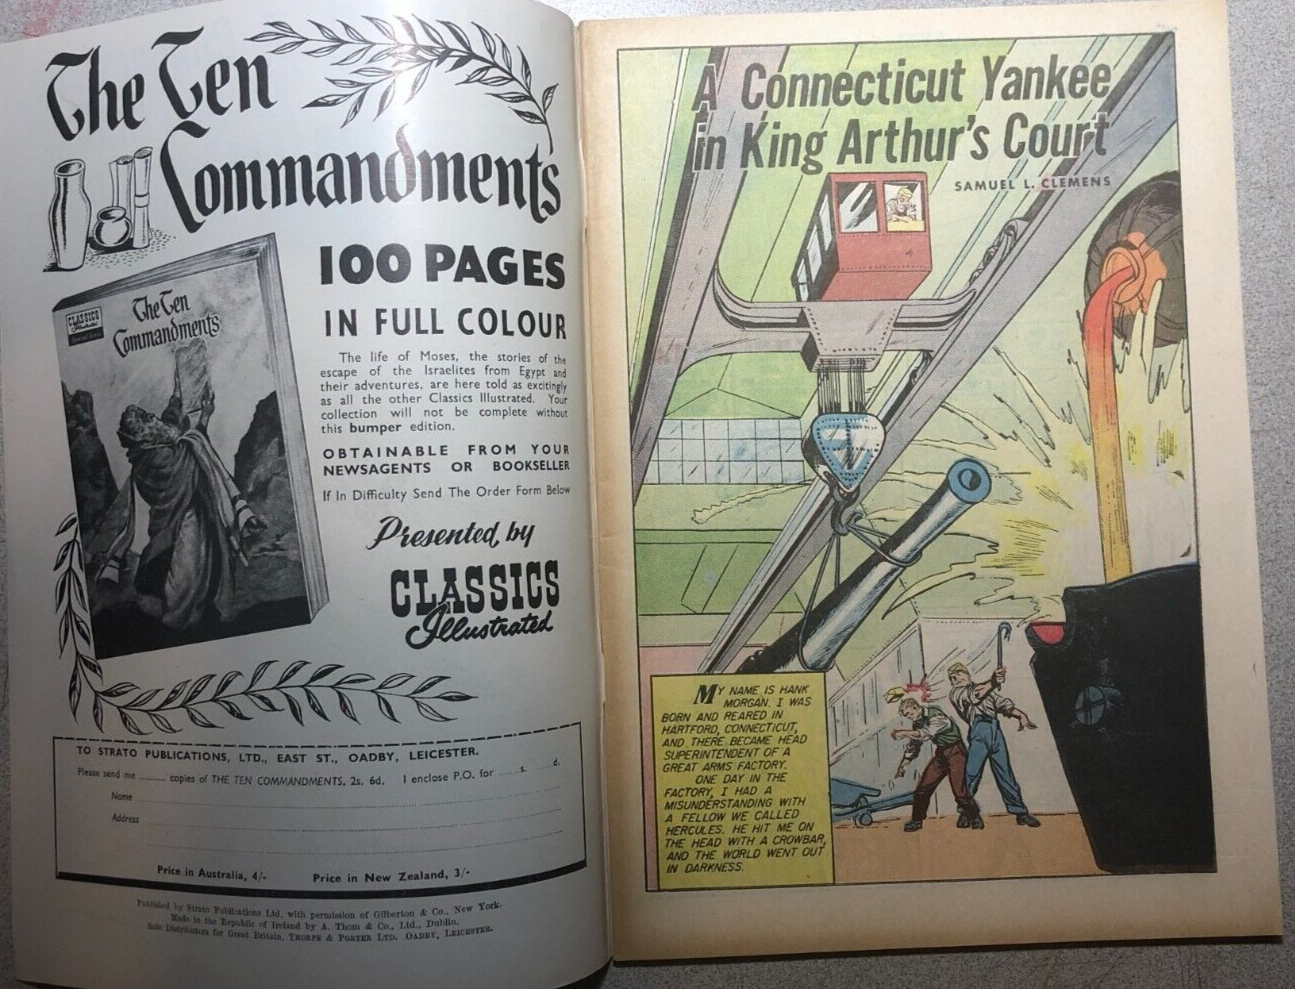 The Ten
Commandments
100 PAGES
IN FULL COLOUR
CLASSICS
Illustrated
The Ten
Commandments
The life of Moses, the stories of the
escape of the Israelites from Egypt and
their adventures, are here told as excitingly
as all the other Classics Illustrated. Your
collection will not be complete without
this bumper edition.
OBTAINABLE FROM YOUR
NEWSAGENTS OR BOOKSELLER
If In Difficulty Send The Order Form Below
Presented by
CLASSICS
Illustrated
TO STRATO PUBLICATIONS, LTD., EAST ST., OADBY, LEICESTER.
Please send me ......... copies of THE TEN COMMANDMENTS. 2s. 6d. I enclose P.O. for ......s. ......d.
Name
Address
Price in Australia, 4/- Price in New Zealand, 3/-
Published by Strato Publications Ltd. with permission of Gilberton & Co., New York.
Made in the Republic of Ireland by A. Thom & Co., Ltd., Dublin.
Sole Distributors for Great Britain, THORPE & PORTER LTD. OADBY, LEICESTER.
A Connecticut Yankee
in King Arthur's Court
SAMUEL L. CLEMENS
MY NAME IS HANK
MORGAN. I WAS
BORN AND REARED IN
HARTFORD, CONNECTICUT,
AND THERE BECAME HEAD
SUPERINTENDENT OF A
GREAT ARMS FACTORY.
ONE DAY IN THE
FACTORY, I HAD A
MISUNDERSTANDING WITH
A FELLOW WE CALLED
HERCULES. HE HIT ME ON
THE HEAD WITH A CROWBAR,
AND THE WORLD WENT OUT
IN DARKNESS.